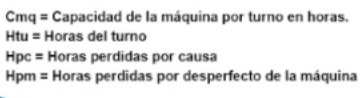 Cmq = Capacidad de la máquina por turno en horas.
Htu = Horas del turno
Hpc = Horas perdidas por causa
Hpm = Horas perdidas por desperfecto de la máquina